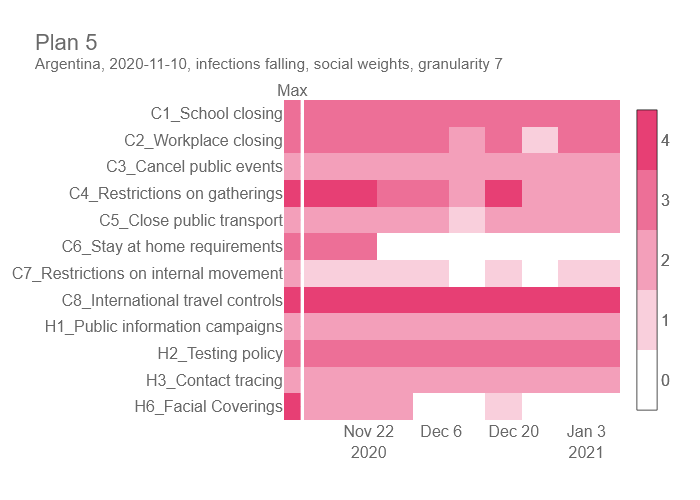 Plan 5
Argentina, 2020-11-10, infections falling, social weights, granularity 7
Max
C1_School closing
C2_Workplace closing
C3_Cancel public events
C4_Restrictions on gatherings
C5_Close public transport
C6_Stay at home requirements
C7_Restrictions on internal movement
C8_International travel controls
H1_Public information campaigns
H2_Testing policy
H3_Contact tracing
H6_Facial Coverings
Nov 22 Dec 6 Dec 20 Jan 3
2020 2021
4
3
2
1
0